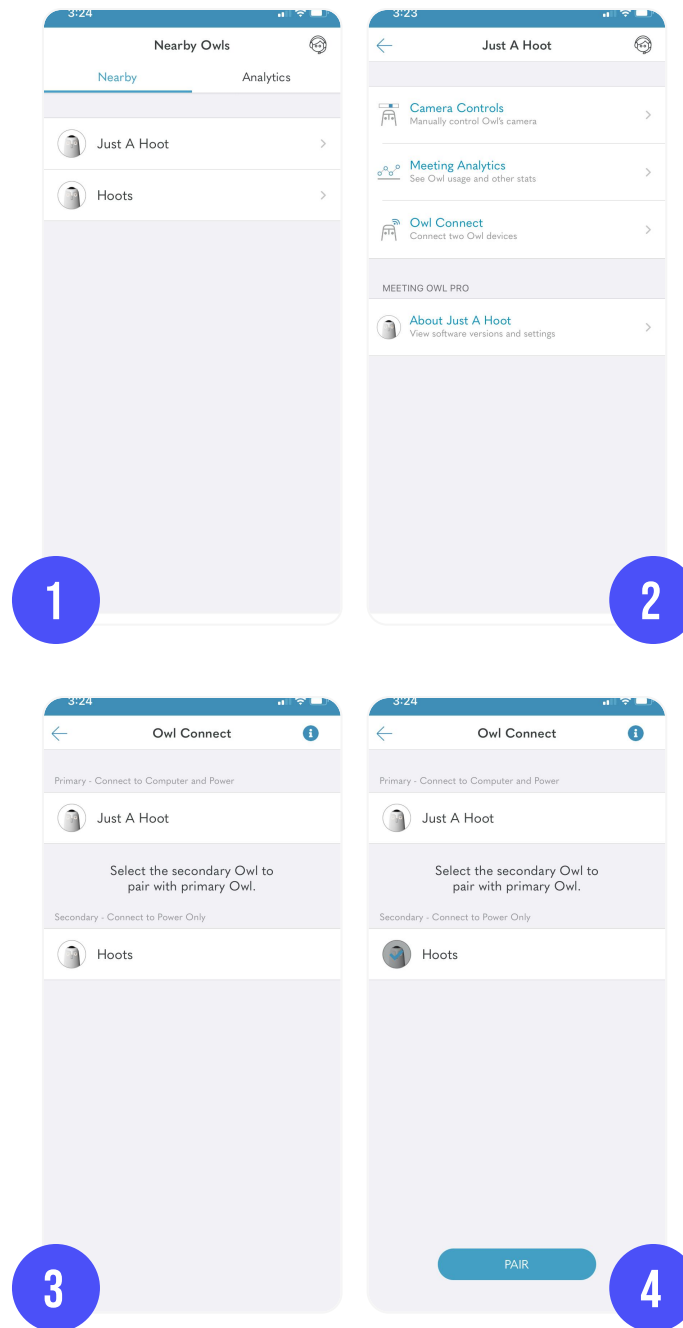 3:24
Nearby Owls
Nearby
Analytics
Just A Hoot
Hoots
1
3:23
Just A Hoot
Camera Controls
Manually control Owl's camera
Meeting Analytics
See Owl usage and other stats
Owl Connect
Connect two Owl devices
MEETING OWL PRO
About Just A Hoot
View software versions and settings
2
3:24
Owl Connect
Primary - Connect to Computer and Power
Just A Hoot
Select the secondary Owl to
pair with primary Owl.
Secondary - Connect to Power Only
Hoots
3
3:24
Owl Connect
Primary - Connect to Computer and Power
Just A Hoot
Select the secondary Owl to
pair with primary Owl.
Secondary - Connect to Power Only
Hoots
PAIR
4